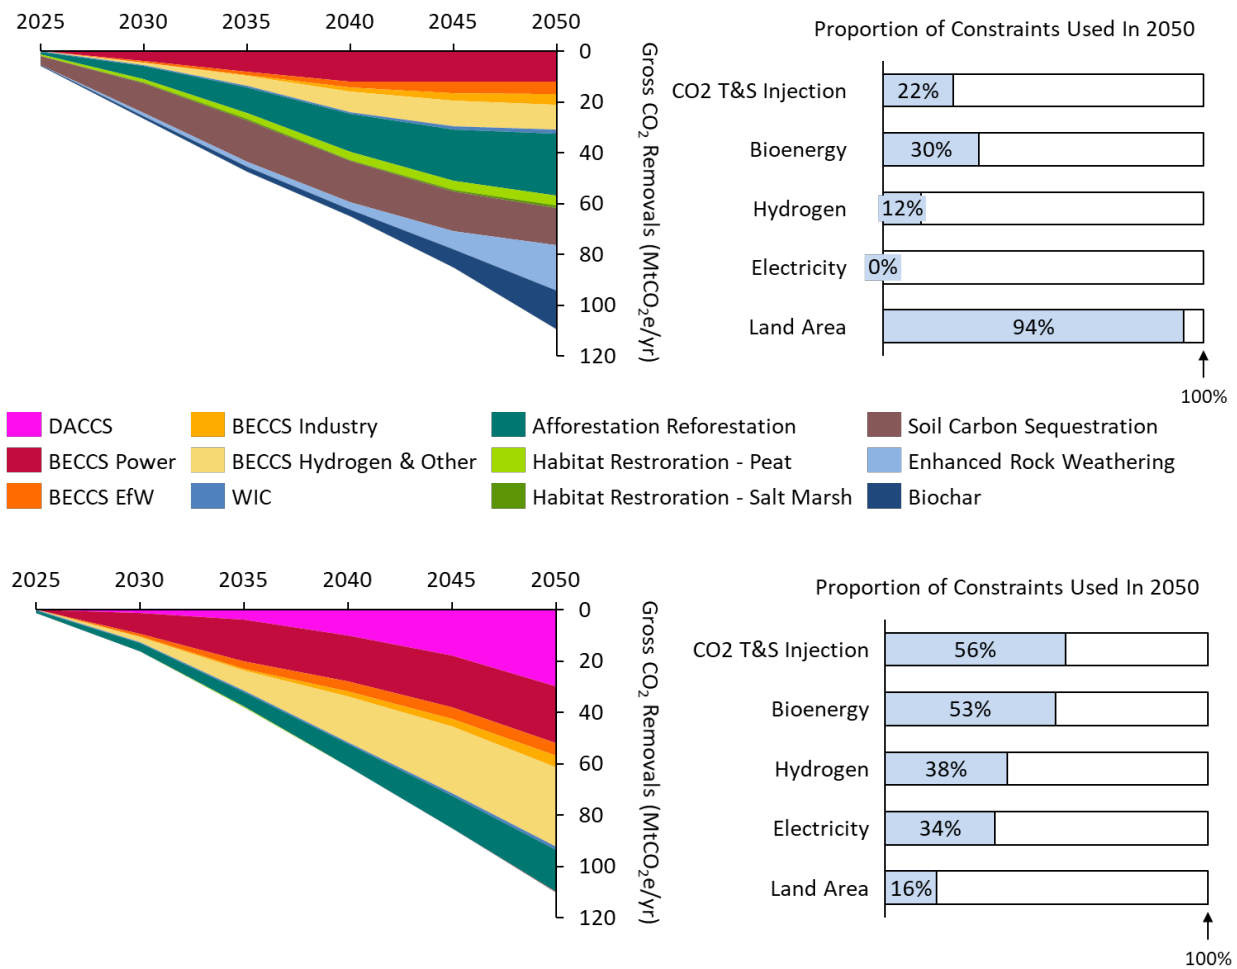 2025 2030 2035 2040 2045 2050
0
20
40
60
80
100
120
Gross CO₂ Removals (MtCO₂e/yr)
Proportion of Constraints Used In 2050
CO2 T&S Injection 22%
Bioenergy 30%
Hydrogen 12%
Electricity 0%
Land Area 94%
100%
DACCS BECCS Industry Afforestation Reforestation Soil Carbon Sequestration
BECCS Power BECCS Hydrogen & Other Habitat Restroration - Peat Enhanced Rock Weathering
BECCS EfW WIC Habitat Restroration - Salt Marsh Biochar
2025 2030 2035 2040 2045 2050
0
20
40
60
80
100
120
Gross CO₂ Removals (MtCO₂e/yr)
Proportion of Constraints Used In 2050
CO2 T&S Injection 56%
Bioenergy 53%
Hydrogen 38%
Electricity 34%
Land Area 16%
100%